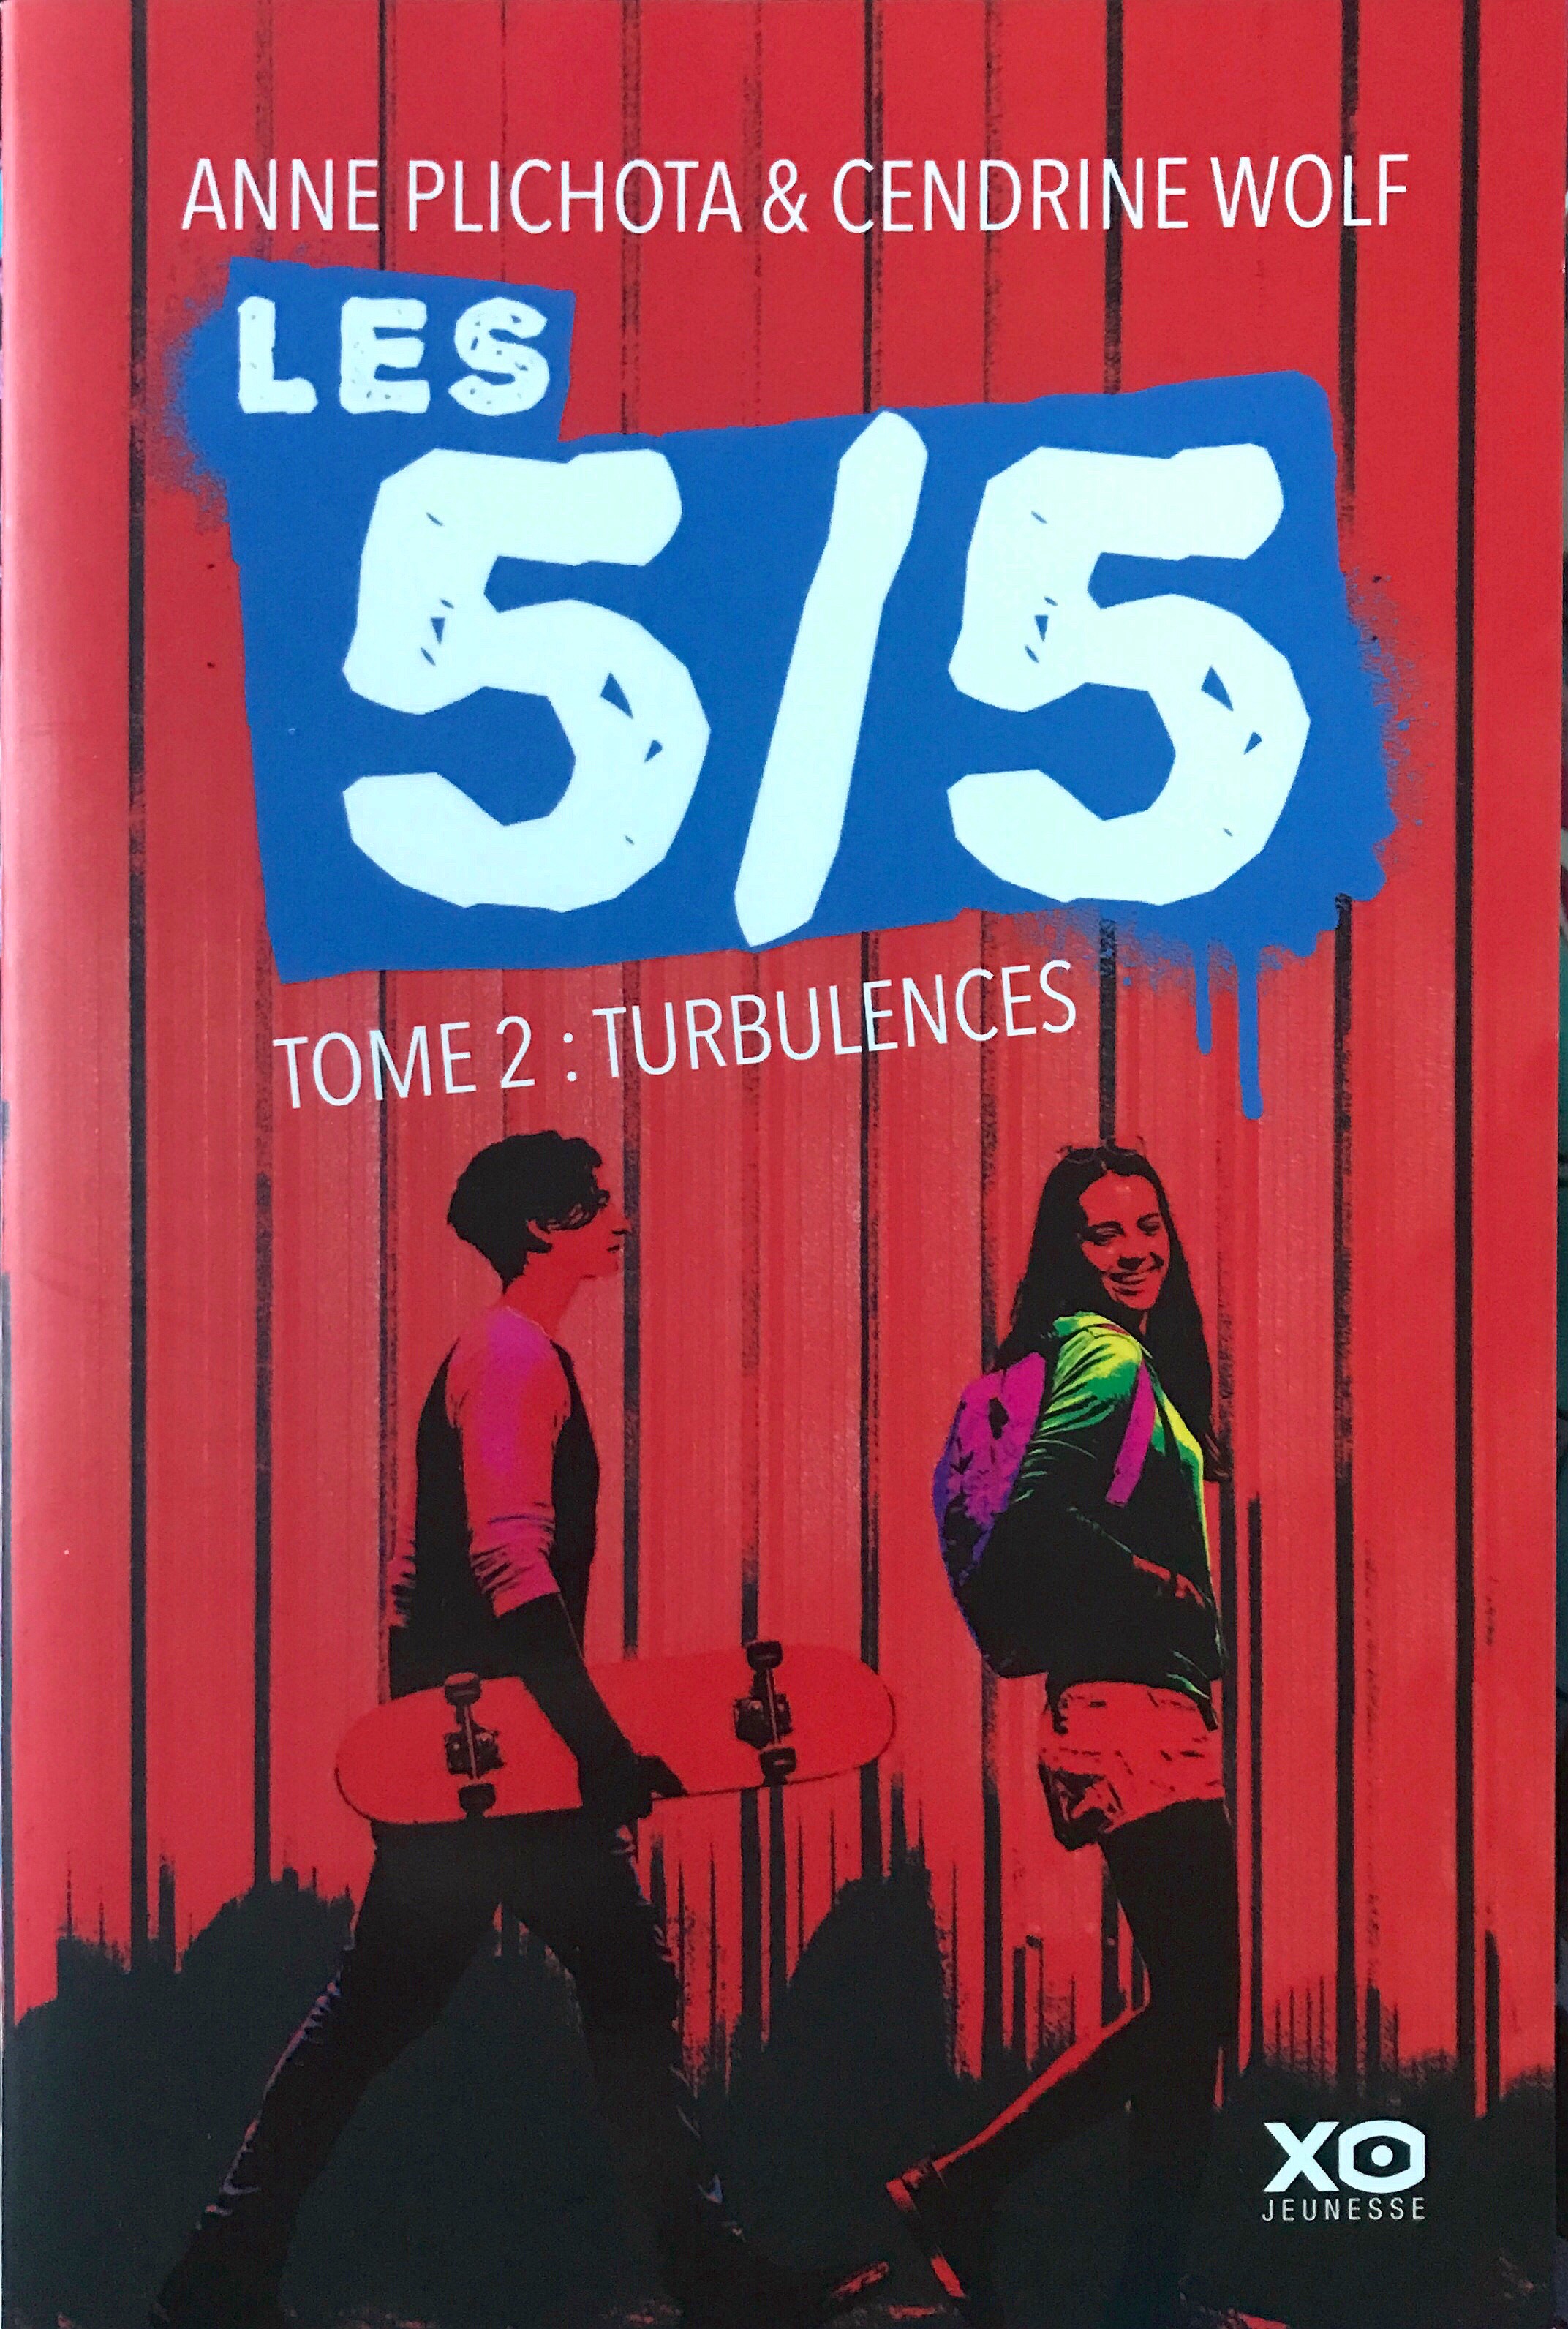 ANNE PLICHOTA & CENDRINE WOLF
LES
5/5
TOME 2 : TURBULENCES
XO
JEUNESSE